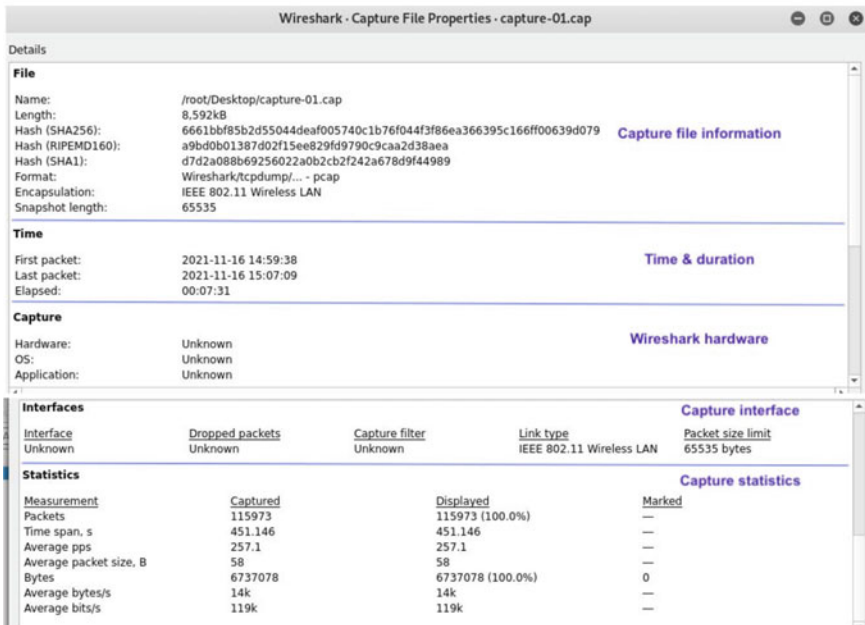 Wireshark · Capture File Properties · capture-01.cap
Details
File
Name: /root/Desktop/capture-01.cap
Length: 8,592kB
Hash (SHA256): 6661bbf85b2d55044deaf005740c1b76f044f3f86ea366395c166ff00639d079
Capture file information
Hash (RIPEMD160): a9bd0b01387d02f15ee829fd9790c9caa2d38aea
Hash (SHA1): d7d2a088b69256022a0b2cb2f242a678d9f44989
Format: Wireshark/tcpdump/... - pcap
Encapsulation: IEEE 802.11 Wireless LAN
Snapshot length: 65535
Time
First packet: 2021-11-16 14:59:38
Time & duration
Last packet: 2021-11-16 15:07:09
Elapsed: 00:07:31
Capture
Wireshark hardware
Hardware: Unknown
OS: Unknown
Application: Unknown
Interfaces
Capture interface
Interface Dropped packets Capture filter Link type Packet size limit
Unknown Unknown Unknown IEEE 802.11 Wireless LAN 65535 bytes
Statistics
Capture statistics
Measurement Captured Displayed Marked
Packets 115973 115973 (100.0%) —
Time span, s 451.146 451.146 —
Average pps 257.1 257.1 —
Average packet size, B 58 58 —
Bytes 6737078 6737078 (100.0%) 0
Average bytes/s 14k 14k —
Average bits/s 119k 119k —